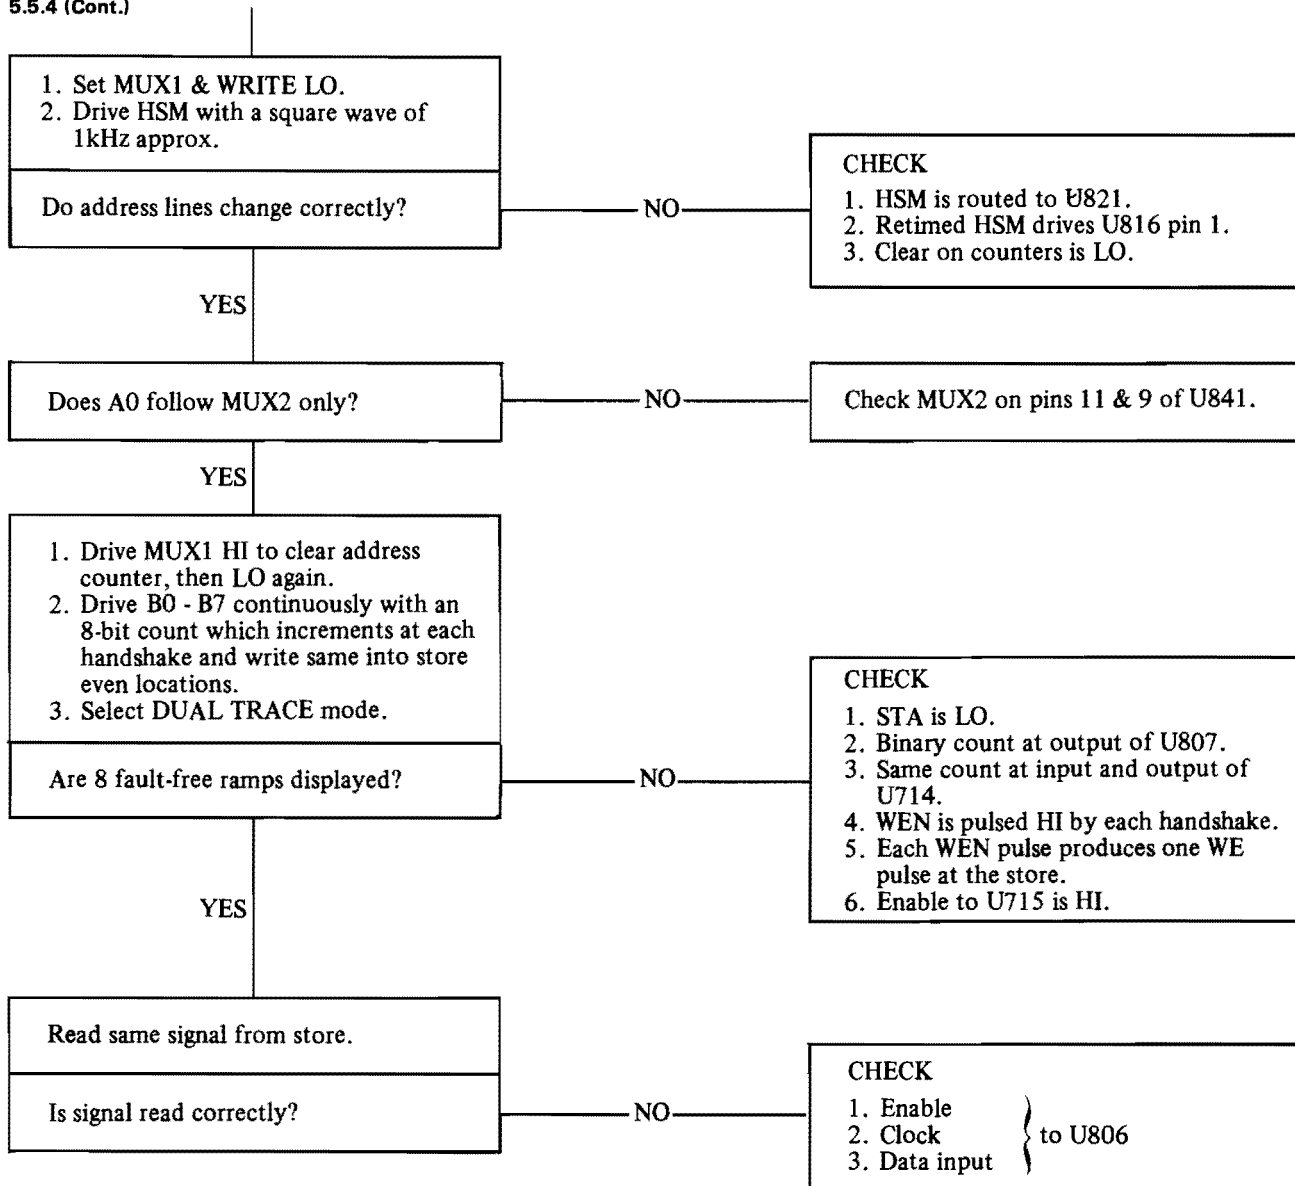 5.5.4 (Cont.)
1. Set MUX1 & WRITE LO.
2. Drive HSM with a square wave of
1kHz approx.
Do address lines change correctly?
NO
CHECK
1. HSM is routed to U821.
2. Retimed HSM drives U816 pin 1.
3. Clear on counters is LO.
YES
Does A0 follow MUX2 only?
NO
Check MUX2 on pins 11 & 9 of U841.
YES
1. Drive MUX1 HI to clear address
counter, then LO again.
2. Drive B0 - B7 continuously with an
8-bit count which increments at each
handshake and write same into store
even locations.
3. Select DUAL TRACE mode.
Are 8 fault-free ramps displayed?
NO
CHECK
1. STA is LO.
2. Binary count at output of U807.
3. Same count at input and output of
U714.
4. WEN is pulsed HI by each handshake.
5. Each WEN pulse produces one WE
pulse at the store.
6. Enable to U715 is HI.
YES
Read same signal from store.
Is signal read correctly?
NO
CHECK
1. Enable
2. Clock
3. Data input
to U806